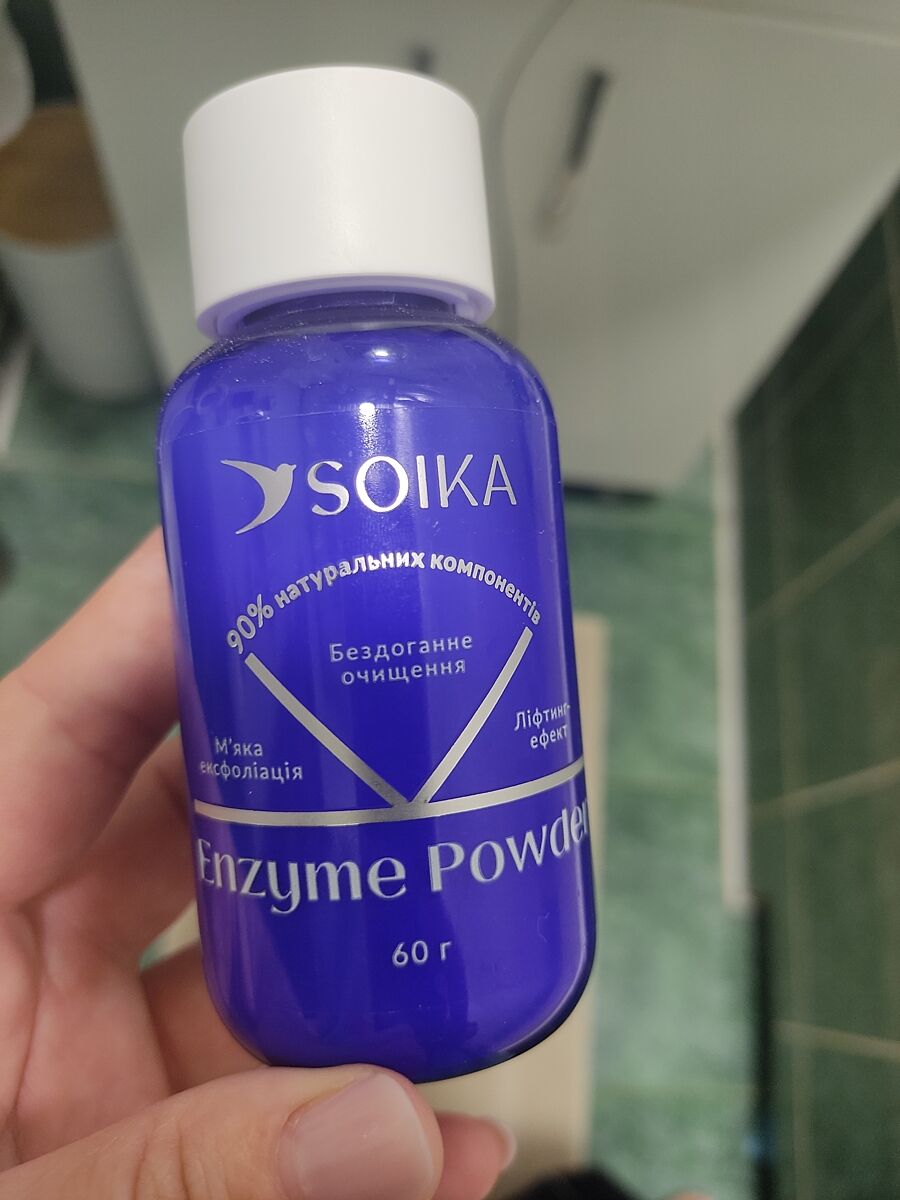 SOIKA
90% натуральних компонентів
Бездоганне
очищення
М'яка
ексфоліація
Ліфтинг-
ефект
Enzyme Powder
60 г